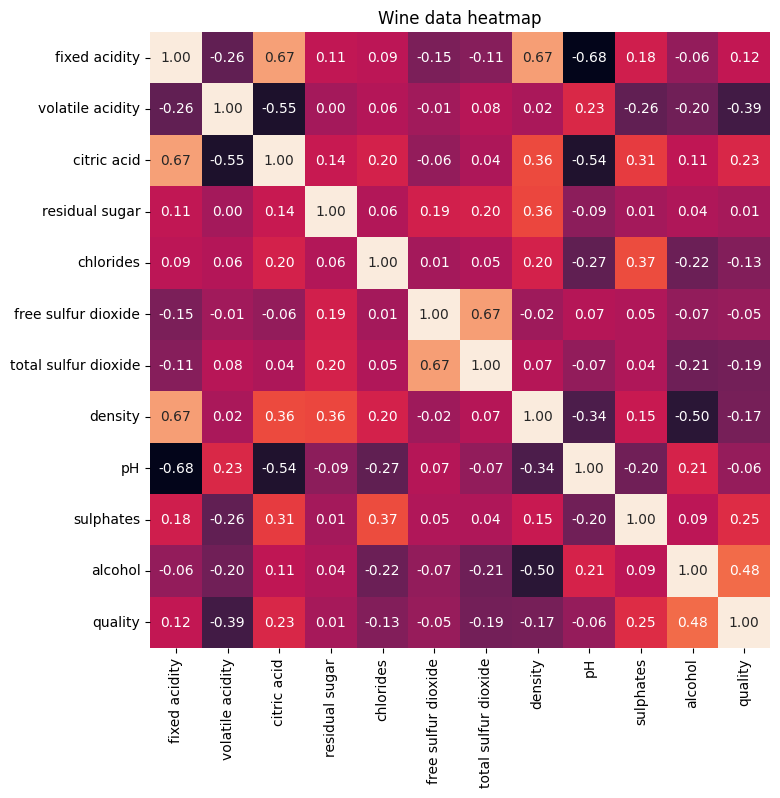 Wine data heatmap
fixed acidity 1.00 -0.26 0.67 0.11 0.09 -0.15 -0.11 0.67 -0.68 0.18 -0.06 0.12
volatile acidity -0.26 1.00 -0.55 0.00 0.06 -0.01 0.08 0.02 0.23 -0.26 -0.20 -0.39
citric acid 0.67 -0.55 1.00 0.14 0.20 -0.06 0.04 0.36 -0.54 0.31 0.11 0.23
residual sugar 0.11 0.00 0.14 1.00 0.06 0.19 0.20 0.36 -0.09 0.01 0.04 0.01
chlorides 0.09 0.06 0.20 0.06 1.00 0.01 0.05 0.20 -0.27 0.37 -0.22 -0.13
free sulfur dioxide -0.15 -0.01 -0.06 0.19 0.01 1.00 0.67 -0.02 0.07 0.05 -0.07 -0.05
total sulfur dioxide -0.11 0.08 0.04 0.20 0.05 0.67 1.00 0.07 -0.07 0.04 -0.21 -0.19
density 0.67 0.02 0.36 0.36 0.20 -0.02 0.07 1.00 -0.34 0.15 -0.50 -0.17
pH -0.68 0.23 -0.54 -0.09 -0.27 0.07 -0.07 -0.34 1.00 -0.20 0.21 -0.06
sulphates 0.18 -0.26 0.31 0.01 0.37 0.05 0.04 0.15 -0.20 1.00 0.09 0.25
alcohol -0.06 -0.20 0.11 0.04 -0.22 -0.07 -0.21 -0.50 0.21 0.09 1.00 0.48
quality 0.12 -0.39 0.23 0.01 -0.13 -0.05 -0.19 -0.17 -0.06 0.25 0.48 1.00
fixed acidity
volatile acidity
citric acid
residual sugar
chlorides
free sulfur dioxide
total sulfur dioxide
density
pH
sulphates
alcohol
quality